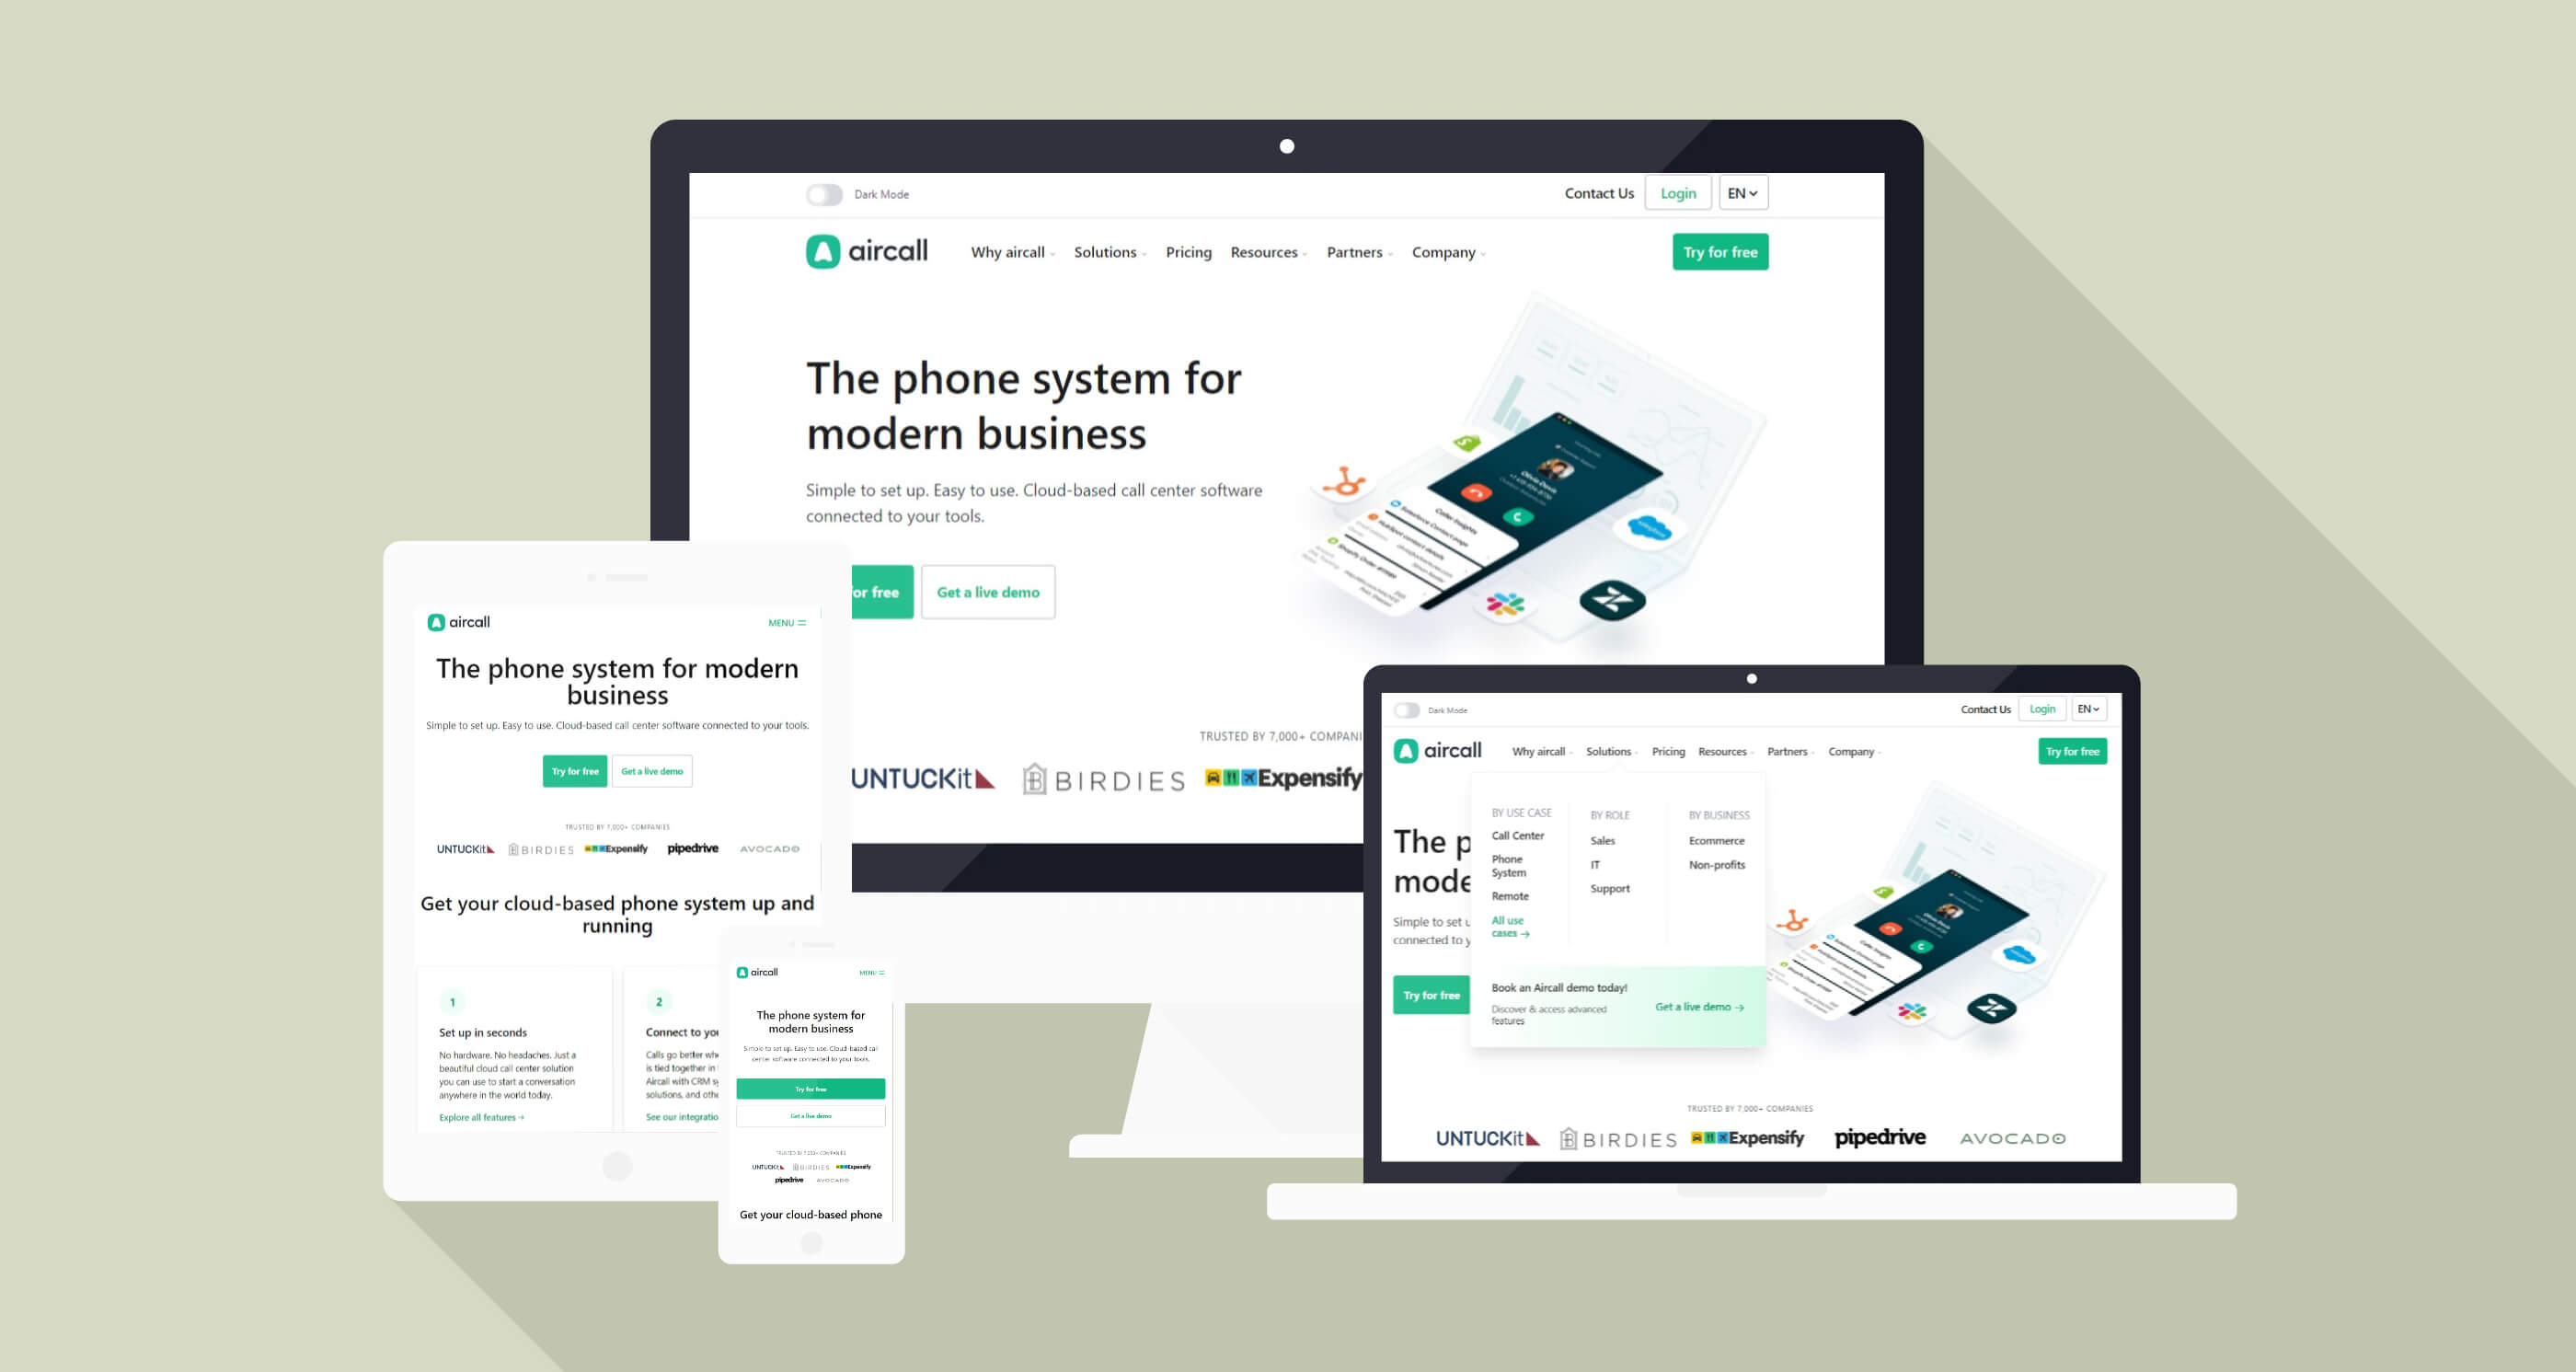 Dark Mode
Contact Us
Login
EN
aircall
Why aircall
Solutions
Pricing
Resources
Partners
Company
Try for free
The phone system for
modern business
Simple to set up. Easy to use. Cloud-based call center software
connected to your tools.
or free
Get a live demo
TRUSTED BY 7,000+ COMPANI
UNTUCKit
BIRDIES
Expensify
aircall
MENU
The phone system for modern
business
Simple to set up. Easy to use. Cloud-based call center software connected to your tools.
Try for free
Get a live demo
TRUSTED BY 7,000+ COMPANIES
UNTUCKit
BIRDIES
Expensify
pipedrive
AVOCADO
Get your cloud-based phone system up and
running
1
Set up in seconds
No hardware. No headaches. Just a
beautiful cloud call center solution
you can use to start a conversation
anywhere in the world today.
Explore all features →
2
Connect to you
Calls go better wh
is tied together in
Aircall with CRM sy
solutions, and othe
See our integratio
aircall
MENU
The phone system for
modern business
Simple to set up. Easy to use. Cloud-based call
center software connected to your tools.
Try for free
Get a live demo
TRUSTED BY 7,000+ COMPANIES
UNTUCKit
BIRDIES
Expensify
pipedrive
AVOCADO
Get your cloud-based phone
Dark Mode
Contact Us
Login
EN
aircall
Why aircall
Solutions
Pricing
Resources
Partners
Company
Try for free
The p
mode
Simple to set u
connected to y
Try for free
BY USE CASE
Call Center
Phone
System
Remote
All use
cases →
BY ROLE
Sales
IT
Support
BY BUSINESS
Ecommerce
Non-profits
Book an Aircall demo today!
Discover & access advanced
features
Get a live demo →
TRUSTED BY 7,000+ COMPANIES
UNTUCKit
BIRDIES
Expensify
pipedrive
AVOCADO